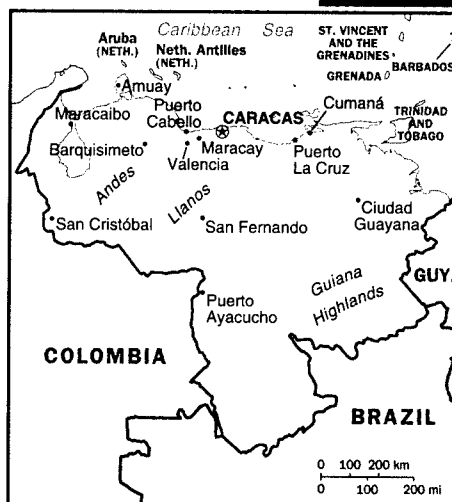 Caribbean Sea
Aruba
(NETH.)
Neth. Antilles
(NETH.)
ST. VINCENT
AND THE
GRENADINES
GRENADA
BARBADOS
Amuay
Puerto
Cabello
CARACAS
Cumaná
TRINIDAD
AND
TOBAGO
Maracaibo
Barquisimeto
Valencia
Maracay
Puerto
La Cruz
Andes
Llanos
San Cristóbal
San Fernando
Ciudad
Guayana
Puerto
Ayacucho
Guiana
Highlands
GUY.
COLOMBIA
BRAZIL
0 100 200 km
0 100 200 mi